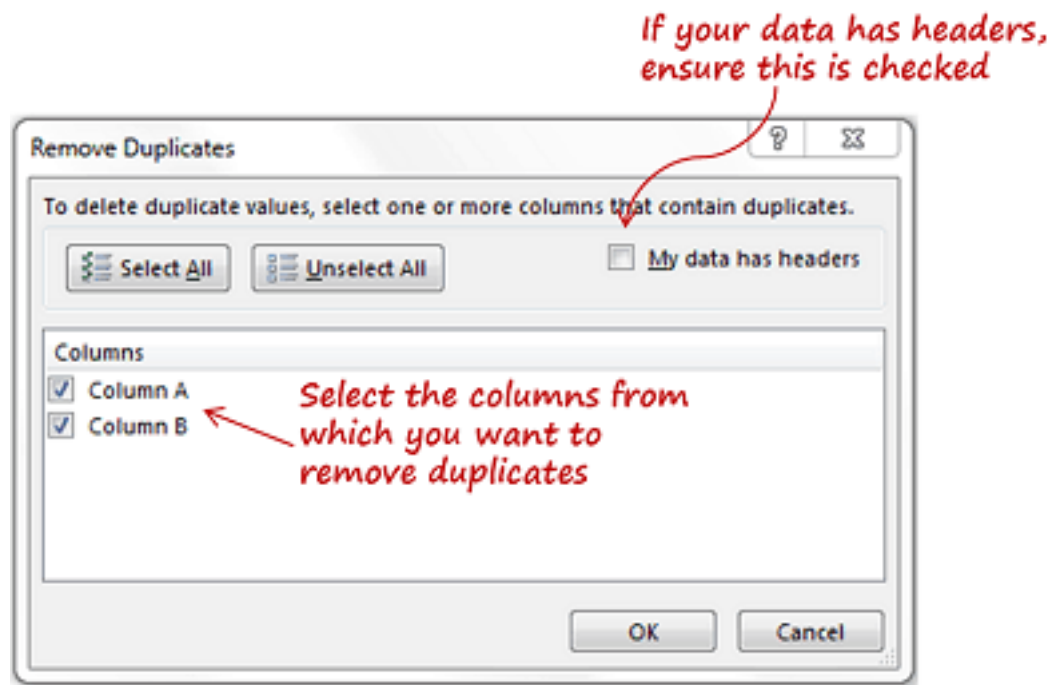 If your data has headers,
ensure this is checked
Remove Duplicates
To delete duplicate values, select one or more columns that contain duplicates.
Select All
Unselect All
My data has headers
Columns
Column A
Column B
Select the columns from
which you want to
remove duplicates
OK
Cancel